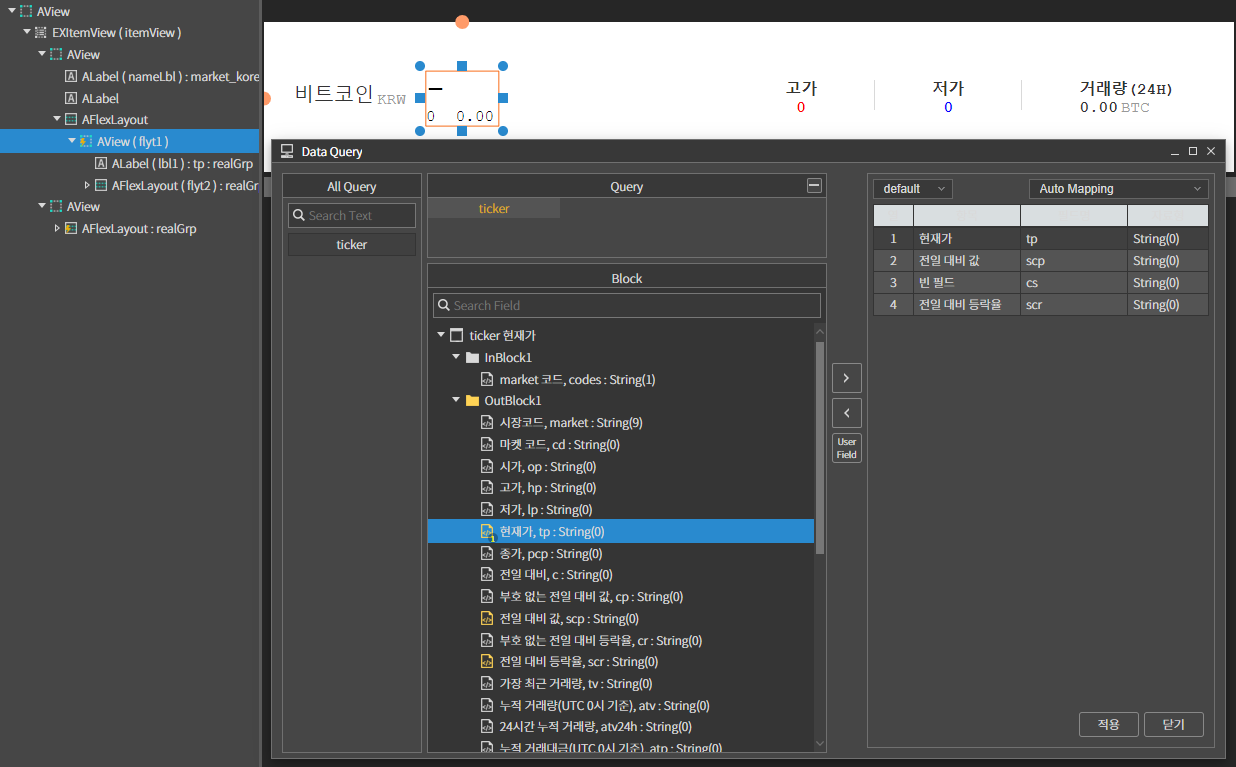 AView
EXItemView ( itemView )
AView
ALabel ( nameLbl ) : market_kore
ALabel
AFlexLayout
AView ( flyt1 )
ALabel ( lbl1 ) : tp : realGrp
AFlexLayout ( flyt2 ) : realGr
AView
AFlexLayout : realGrp
비트코인 KRW
0 0.00
고가
0
저가
0
거래량 (24H)
0.00 BTC
Data Query
All Query
Search Text
ticker
Query
ticker
Block
Search Field
ticker 현재가
InBlock1
market 코드, codes : String(1)
OutBlock1
시장코드, market : String(9)
마켓 코드, cd : String(0)
시가, op : String(0)
고가, hp : String(0)
저가, lp : String(0)
현재가, tp : String(0)
종가, pcp : String(0)
전일 대비, c : String(0)
부호 없는 전일 대비 값, cp : String(0)
전일 대비 값, scp : String(0)
부호 없는 전일 대비 등락율, cr : String(0)
전일 대비 등락율, scr : String(0)
가장 최근 거래량, tv : String(0)
누적 거래량(UTC 0시 기준), atv : String(0)
24시간 누적 거래량, atv24h : String(0)
누적 거래대금(UTC 0시 기준), atp : String(0)
User
Field
default
Auto Mapping
1 현재가 tp String(0)
2 전일 대비 값 scp String(0)
3 빈 필드 cs String(0)
4 전일 대비 등락율 scr String(0)
적용
닫기